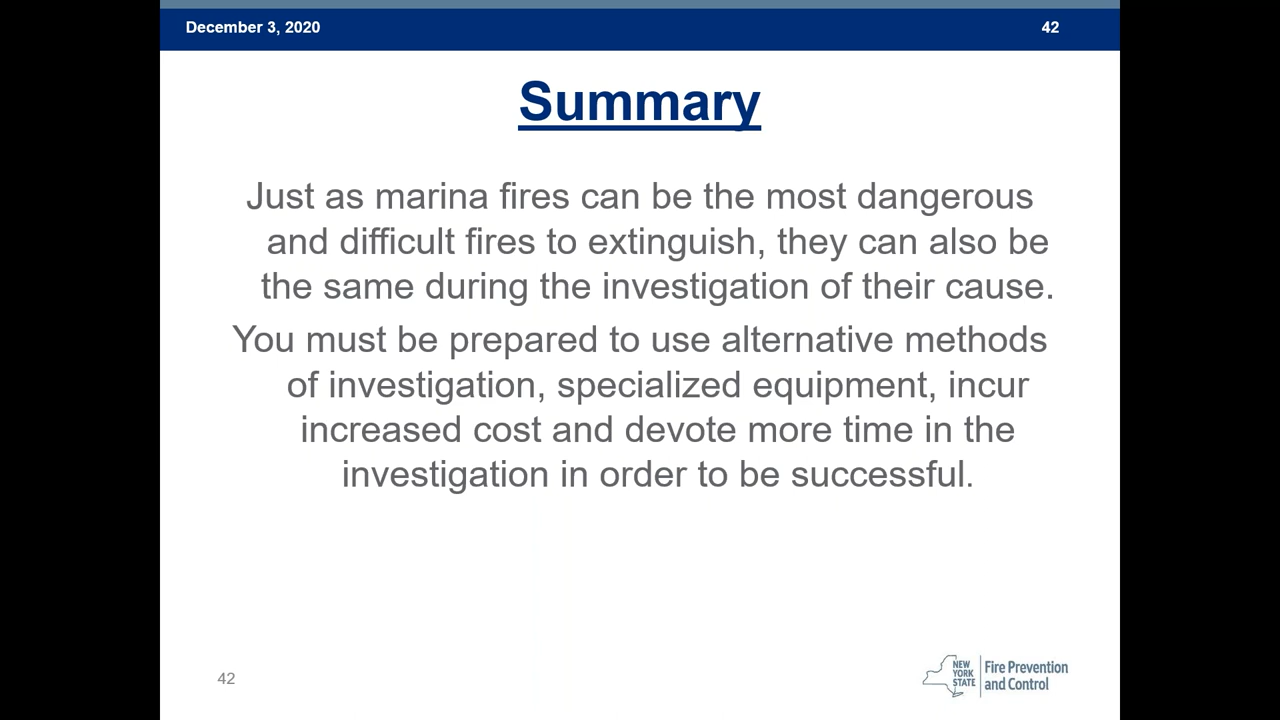 December 3, 2020
42
Summary
Just as marina fires can be the most dangerous
and difficult fires to extinguish, they can also be
the same during the investigation of their cause.
You must be prepared to use alternative methods
of investigation, specialized equipment, incur
increased cost and devote more time in the
investigation in order to be successful.
42
NEW
YORK
STATE
Fire Prevention
and Control